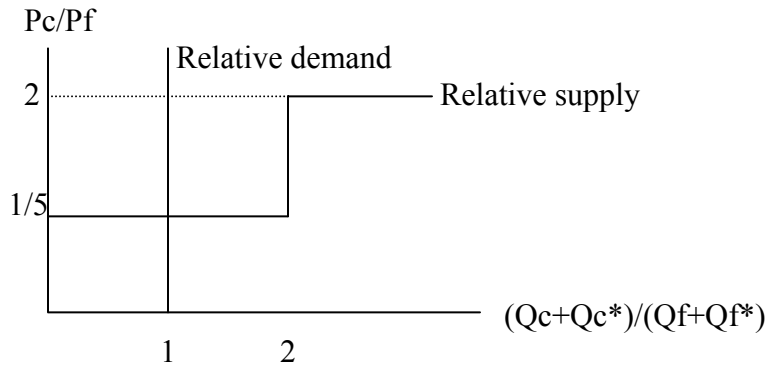 Pc/Pf
Relative demand
2
Relative supply
1/5
(Qc+Qc*)/(Qf+Qf*)
1 2